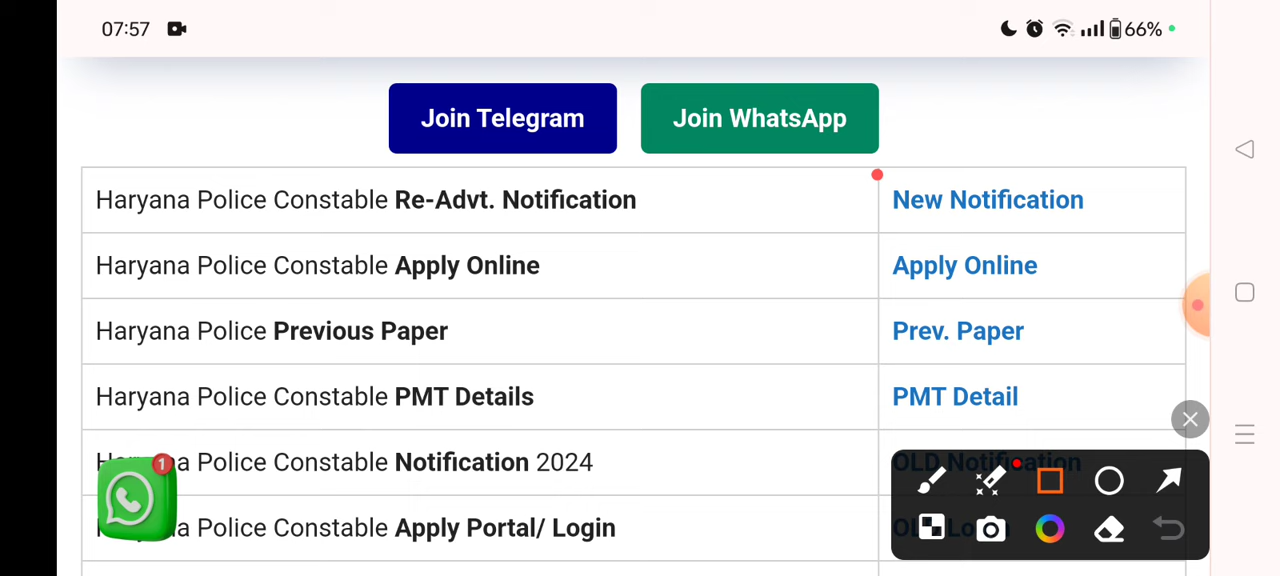 07:57
66%
Join Telegram
Join WhatsApp
Haryana Police Constable Re-Advt. Notification
New Notification
Haryana Police Constable Apply Online
Apply Online
Haryana Police Previous Paper
Prev. Paper
Haryana Police Constable PMT Details
PMT Detail
Police Constable Notification 2024
OLD Notification
1
Police Constable Apply Portal/ Login